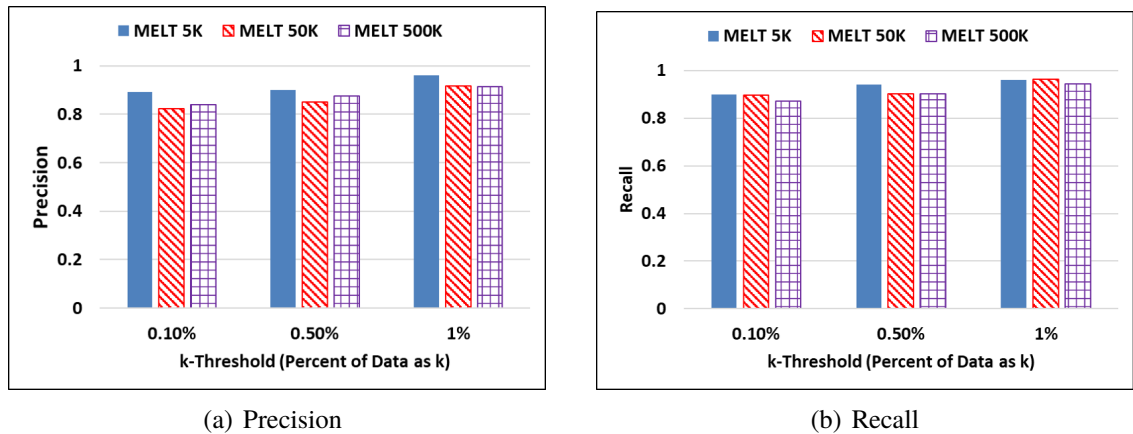 MELT 5K MELT 50K MELT 500K
1
0.8
0.6
0.4
0.2
0
Precision
0.10% 0.50% 1%
k-Threshold (Percent of Data as k)
(a) Precision
MELT 5K MELT 50K MELT 500K
1
0.8
0.6
0.4
0.2
0
Recall
0.10% 0.50% 1%
k-Threshold (Percent of Data as k)
(b) Recall